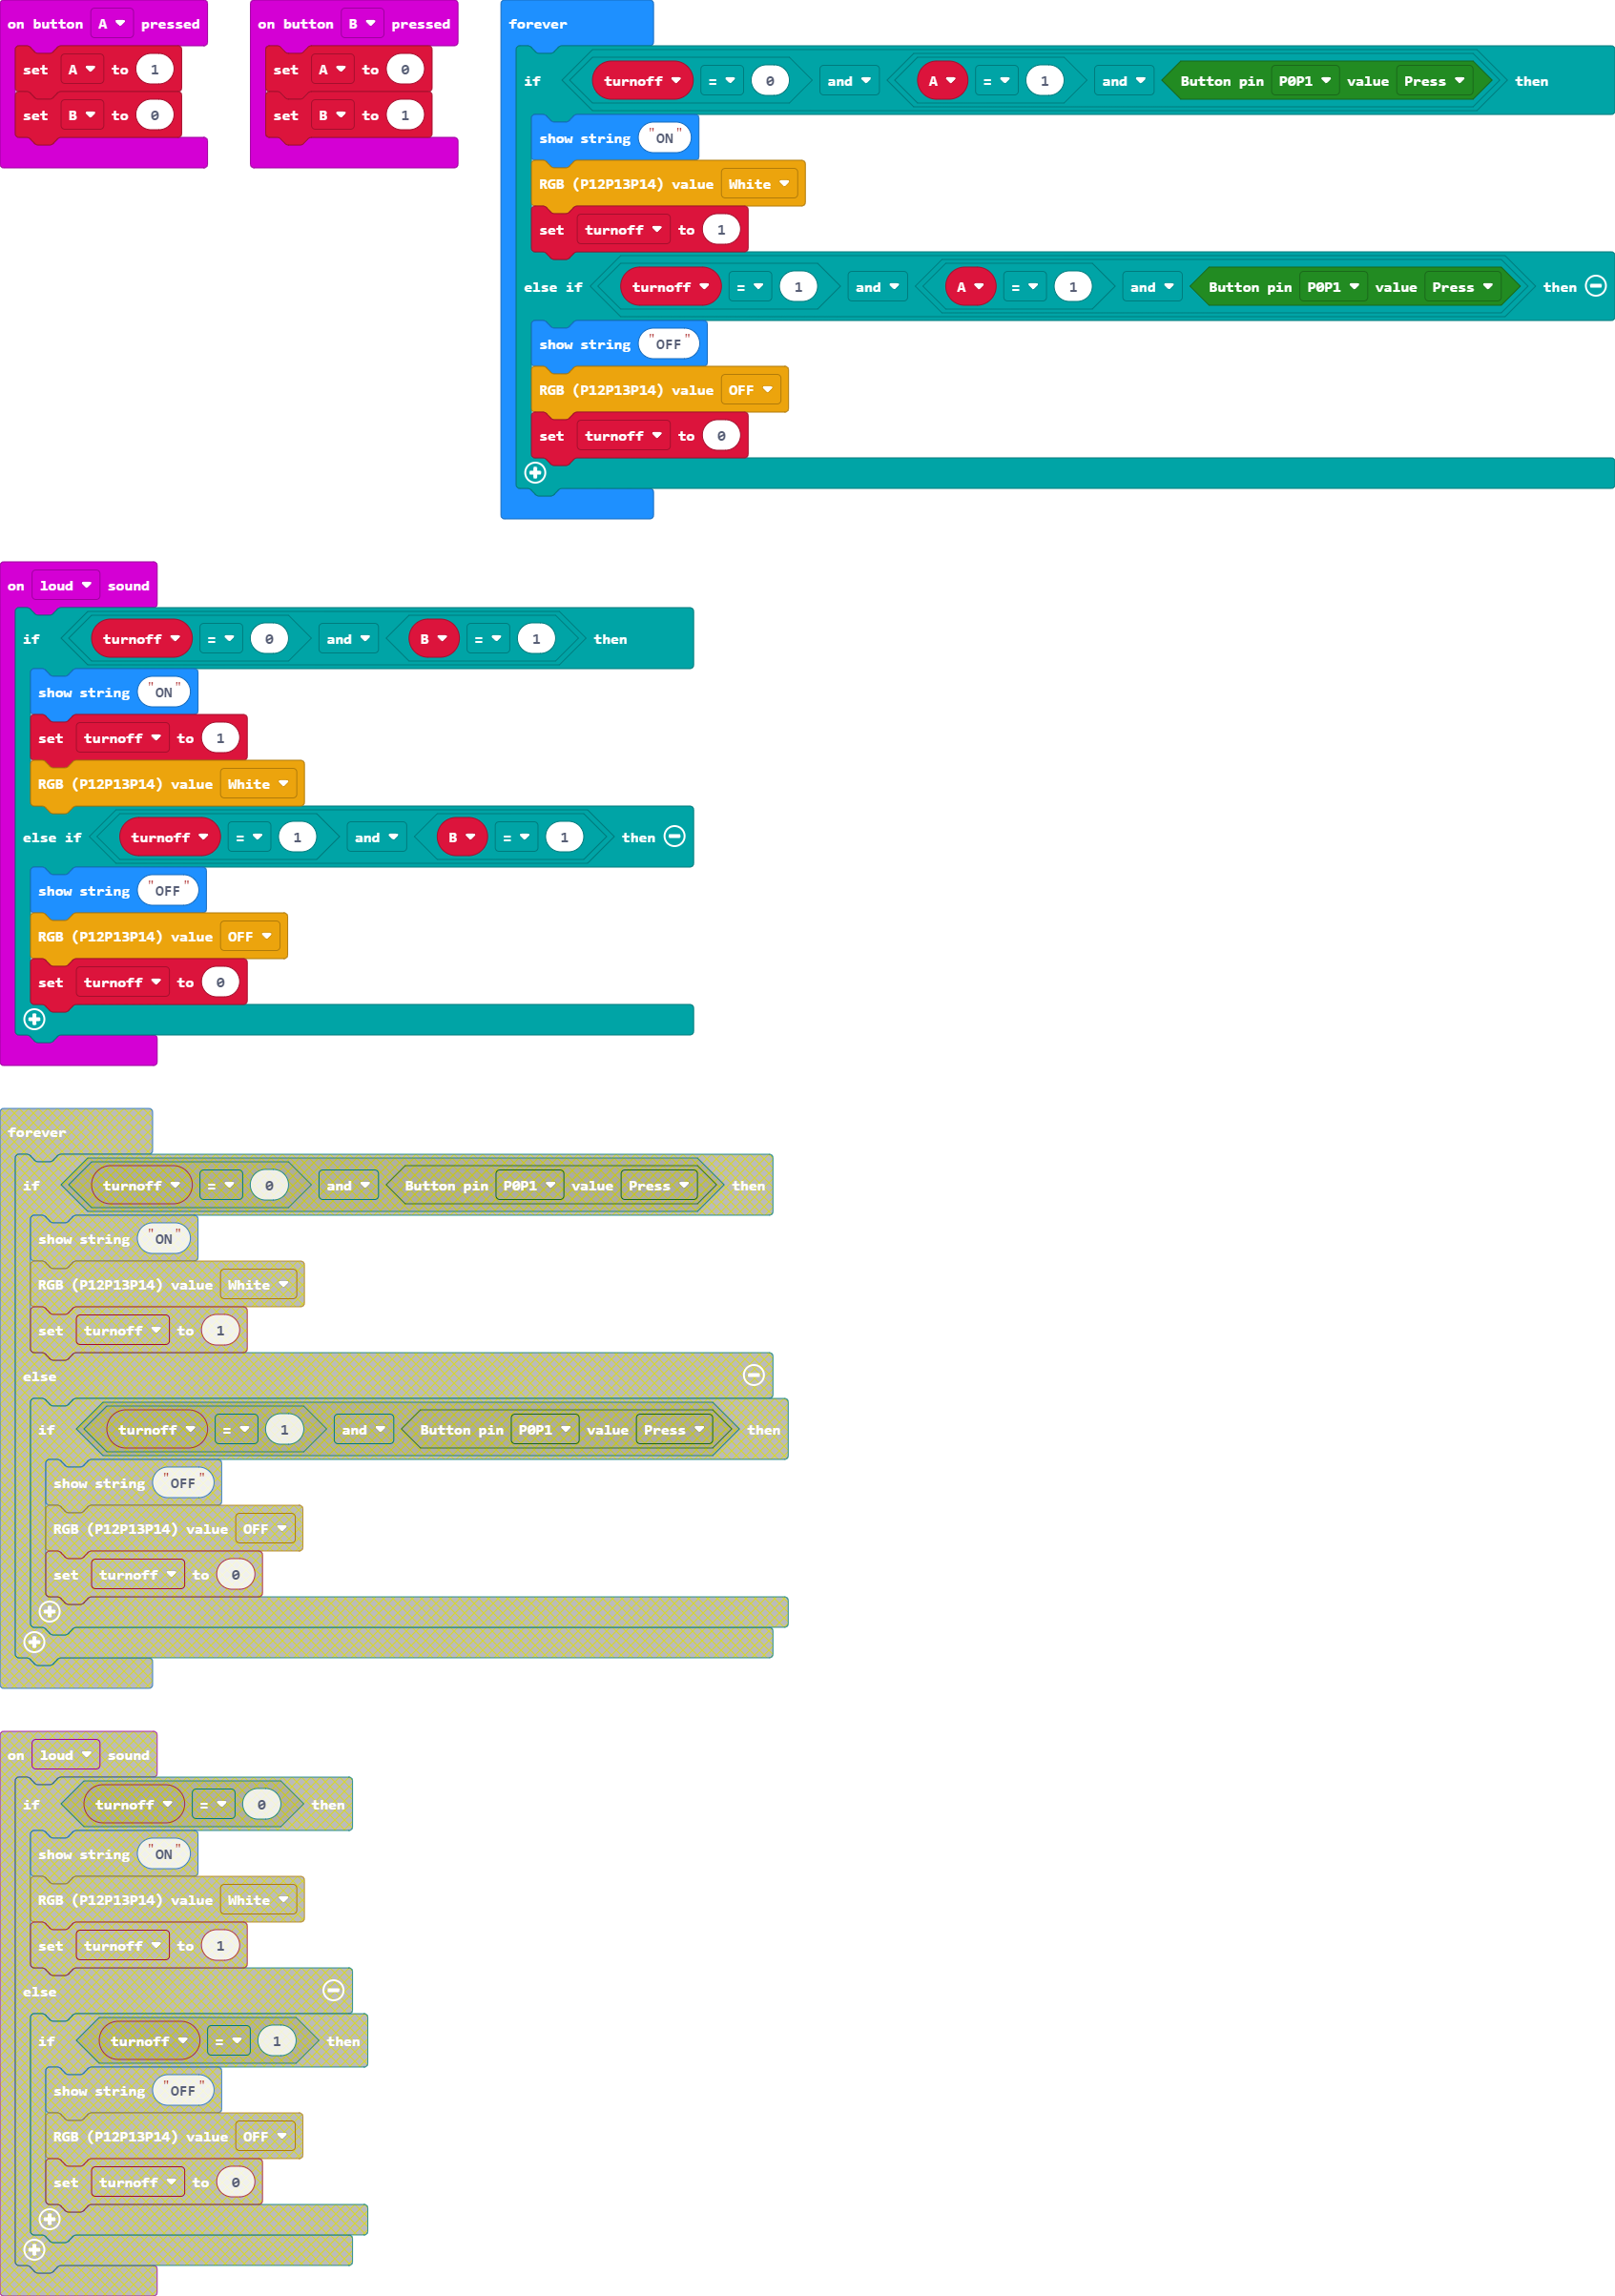 on button A pressed
set A to 1
set B to 0
on button B pressed
set A to 0
set B to 1
forever
if turnoff = 0 and A = 1 and Button pin P0P1 value Press then
show string "ON"
RGB (P12P13P14) value White
set turnoff to 1
else if turnoff = 1 and A = 1 and Button pin P0P1 value Press then
show string "OFF"
RGB (P12P13P14) value OFF
set turnoff to 0
on loud sound
if turnoff = 0 and B = 1 then
show string "ON"
set turnoff to 1
RGB (P12P13P14) value White
else if turnoff = 1 and B = 1 then
show string "OFF"
RGB (P12P13P14) value OFF
set turnoff to 0
forever
if turnoff = 0 and Button pin P0P1 value Press then
show string "ON"
RGB (P12P13P14) value White
set turnoff to 1
else
if turnoff = 1 and Button pin P0P1 value Press then
show string "OFF"
RGB (P12P13P14) value OFF
set turnoff to 0
on loud sound
if turnoff = 0 then
show string "ON"
RGB (P12P13P14) value White
set turnoff to 1
else
if turnoff = 1 then
show string "OFF"
RGB (P12P13P14) value OFF
set turnoff to 0